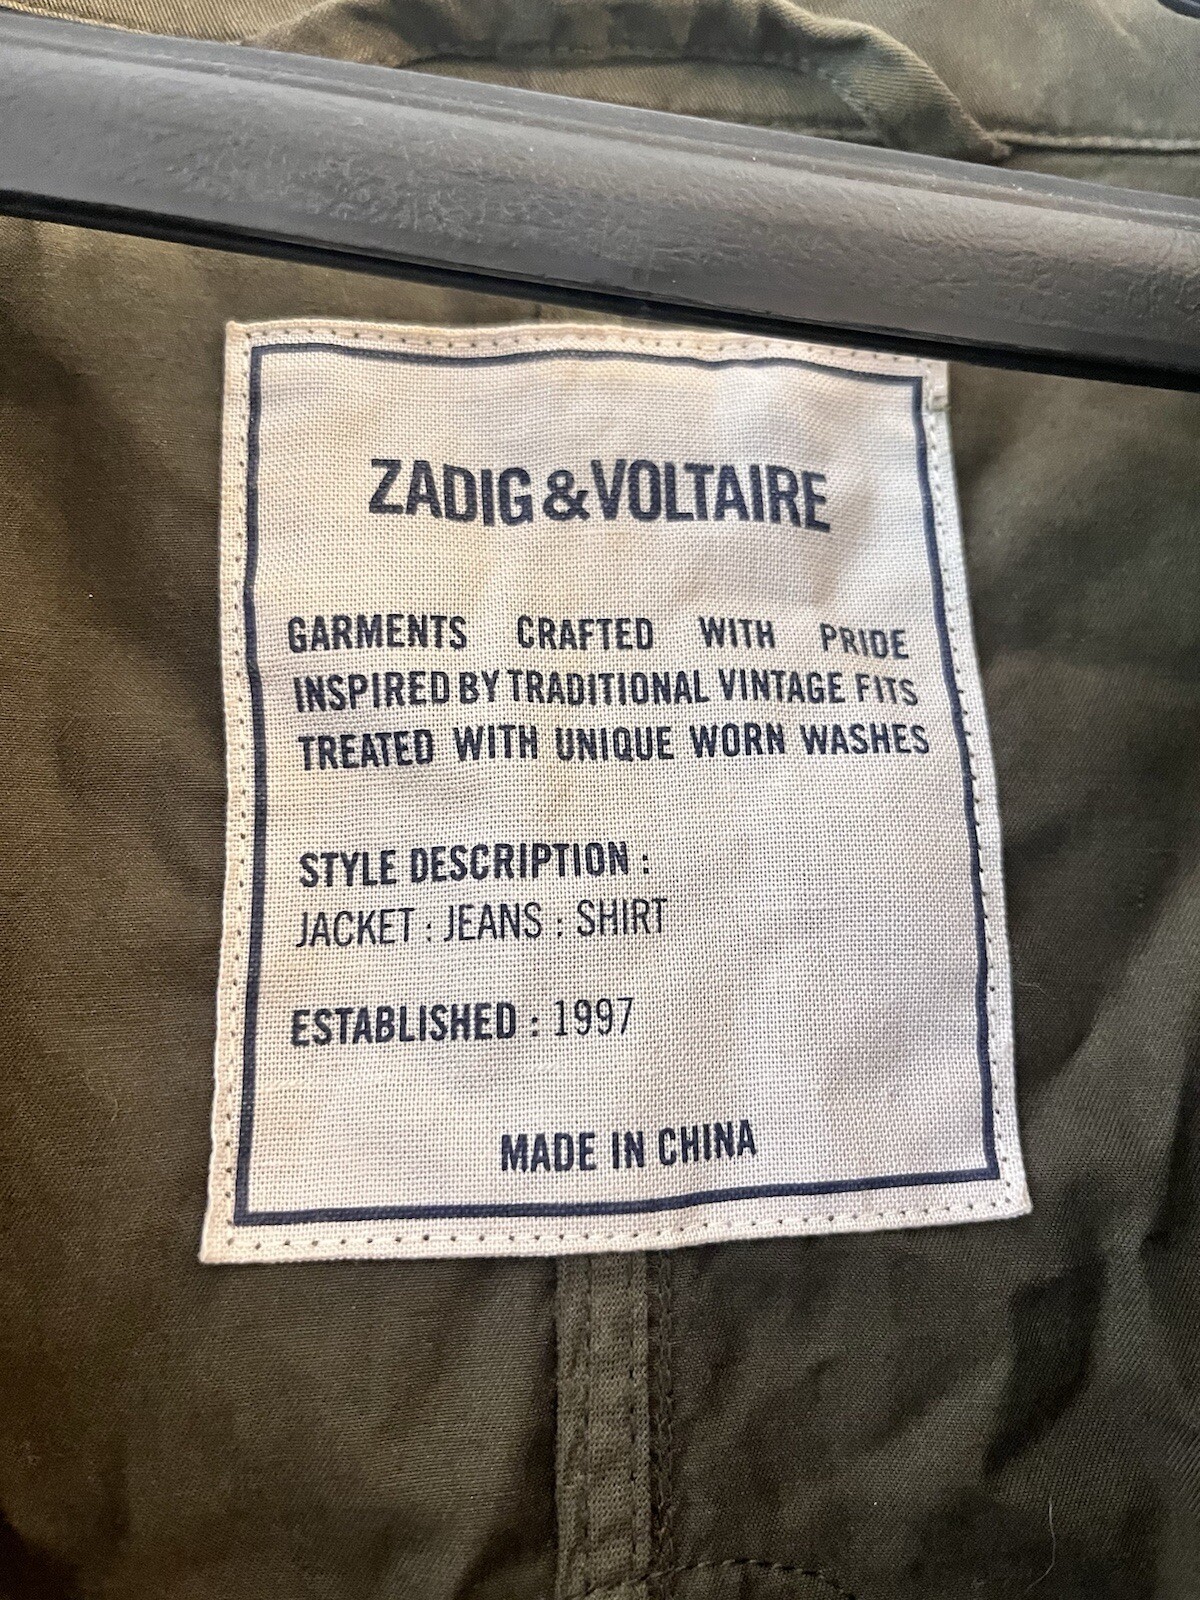 ZADIG&VOLTAIRE
GARMENTS CRAFTED WITH PRIDE
INSPIRED BY TRADITIONAL VINTAGE FITS
TREATED WITH UNIQUE WORN WASHES
STYLE DESCRIPTION :
JACKET : JEANS : SHIRT
ESTABLISHED : 1997
MADE IN CHINA